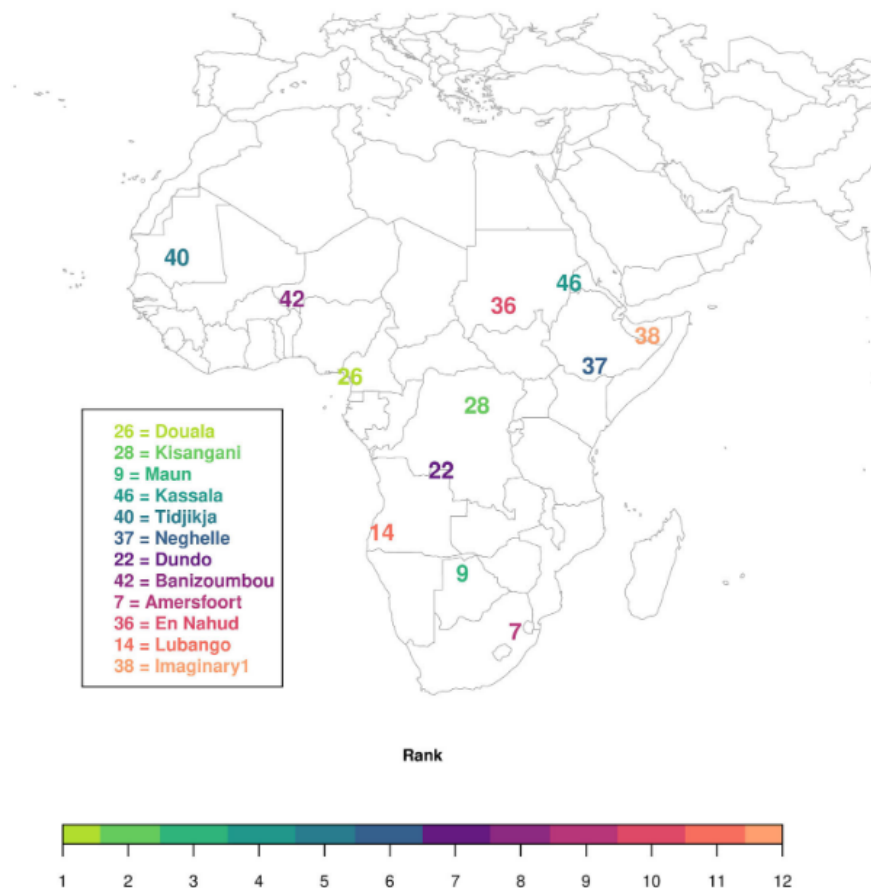 40
42
36
46
38
37
26
28
22
14
9
7
26 = Douala
28 = Kisangani
9 = Maun
46 = Kassala
40 = Tidjikja
37 = Neghelle
22 = Dundo
42 = Banizoumbou
7 = Amersfoort
36 = En Nahud
14 = Lubango
38 = Imaginary1
Rank
1 2 3 4 5 6 7 8 9 10 11 12